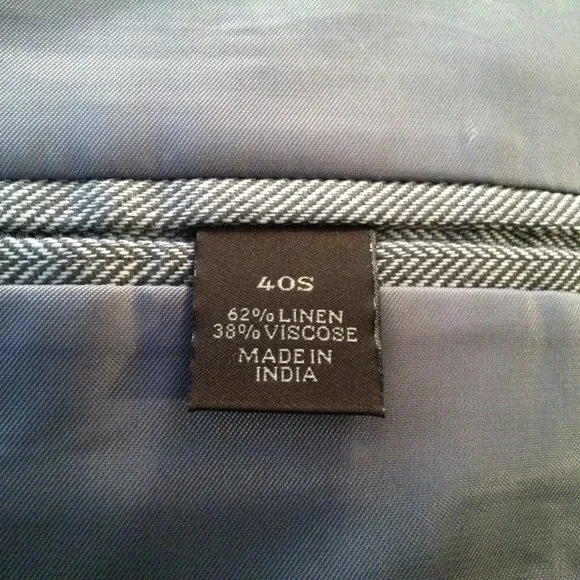 40S
62% LINEN
38% VISCOSE
MADE IN
INDIA